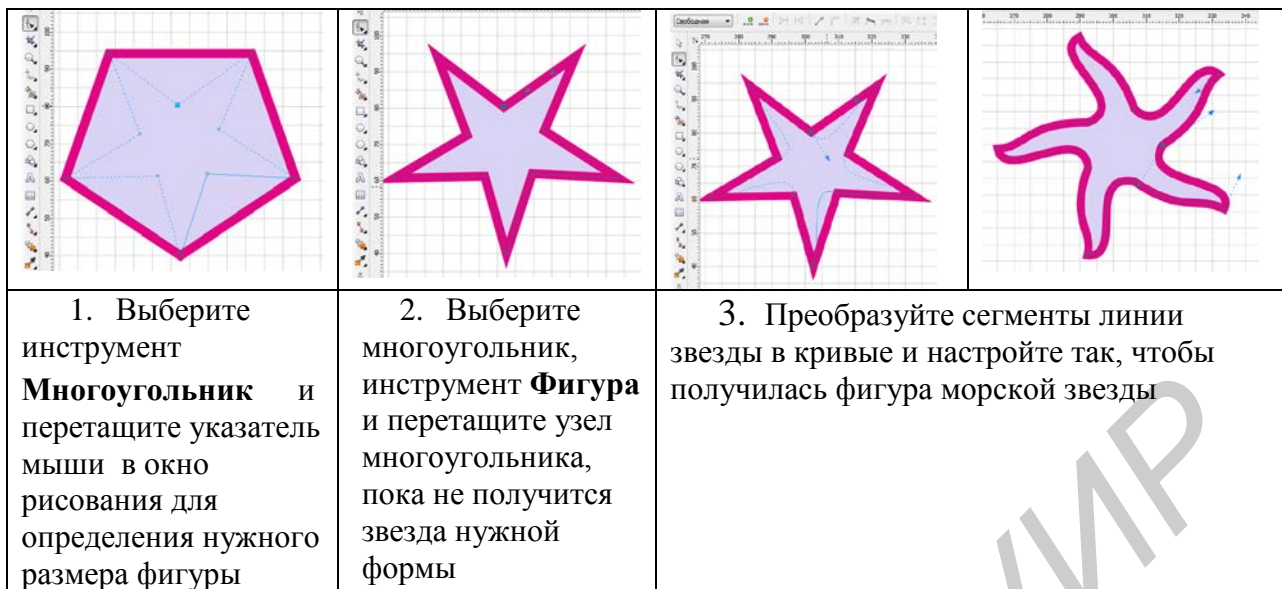 Свободная
1. Выберите
инструмент
Многоугольник и
перетащите указатель
мыши в окно
рисования для
определения нужного
размера фигуры
2. Выберите
многоугольник,
инструмент Фигура
и перетащите узел
многоугольника,
пока не получится
звезда нужной
формы
3. Преобразуйте сегменты линии
звезды в кривые и настройте так, чтобы
получилась фигура морской звезды
УИР